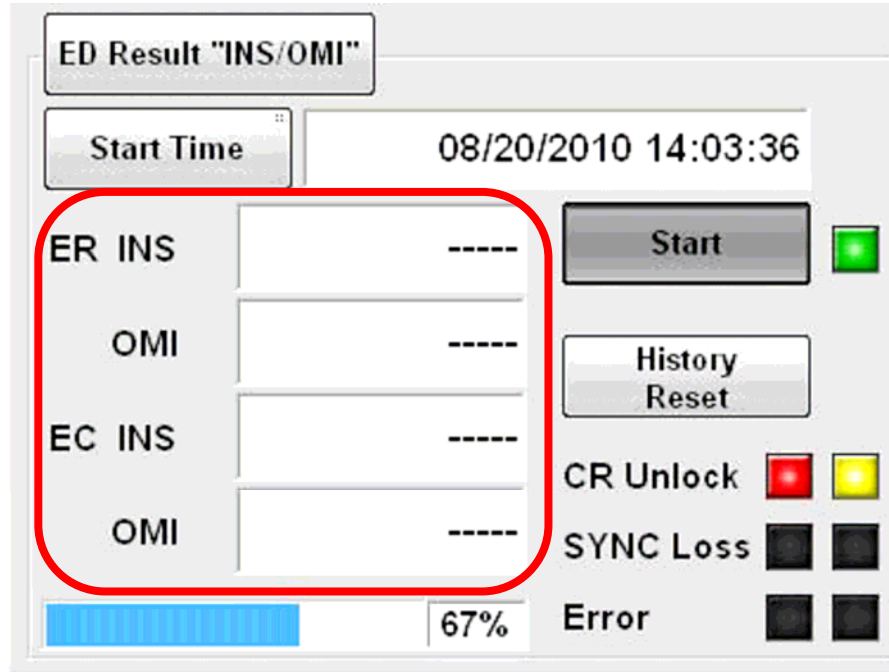 ED Result "INS/OMI"
Start Time 08/20/2010 14:03:36
ER INS ----- Start
OMI ----- History
Reset
EC INS -----
CR Unlock
OMI ----- SYNC Loss
67% Error